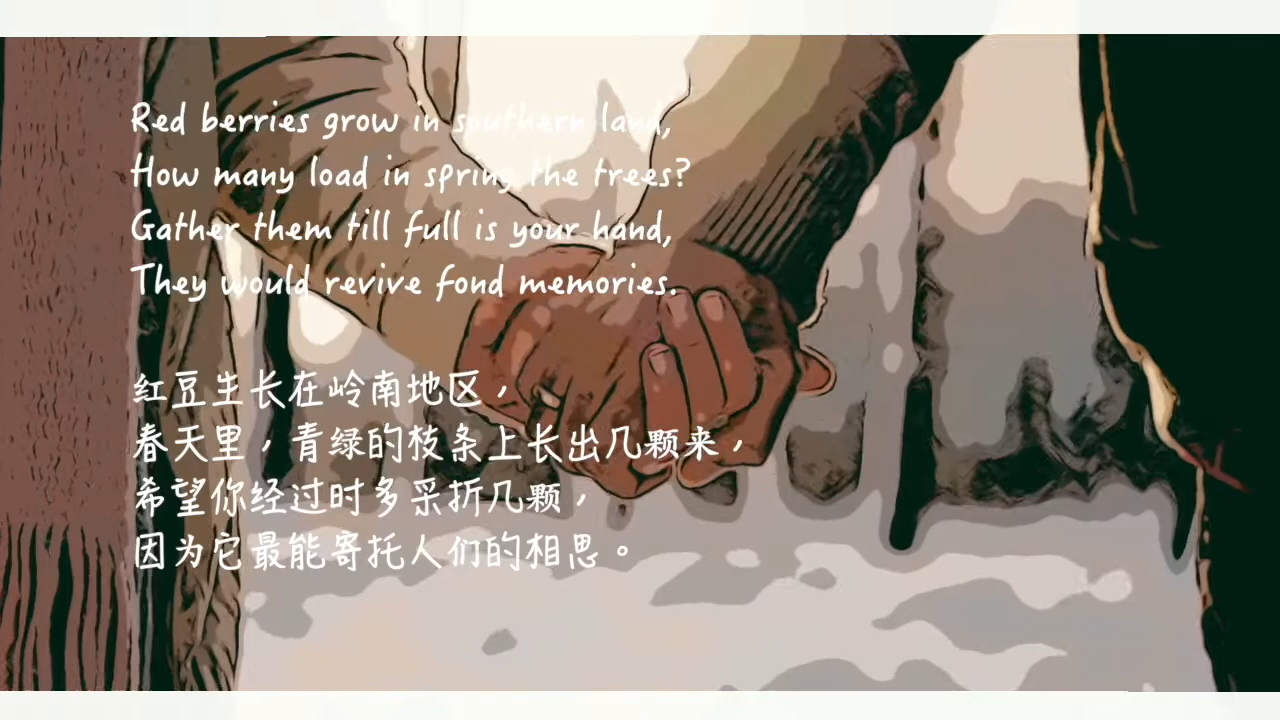 Red berries grow in southern land,
How many load in spring the trees?
Gather them till full is your hand,
They would revive fond memories.
红豆生长在岭南地区，
春天里，青绿的枝条上长出几颗来，
希望你经过时多采折几颗，
因为它最能寄托人们的相思。